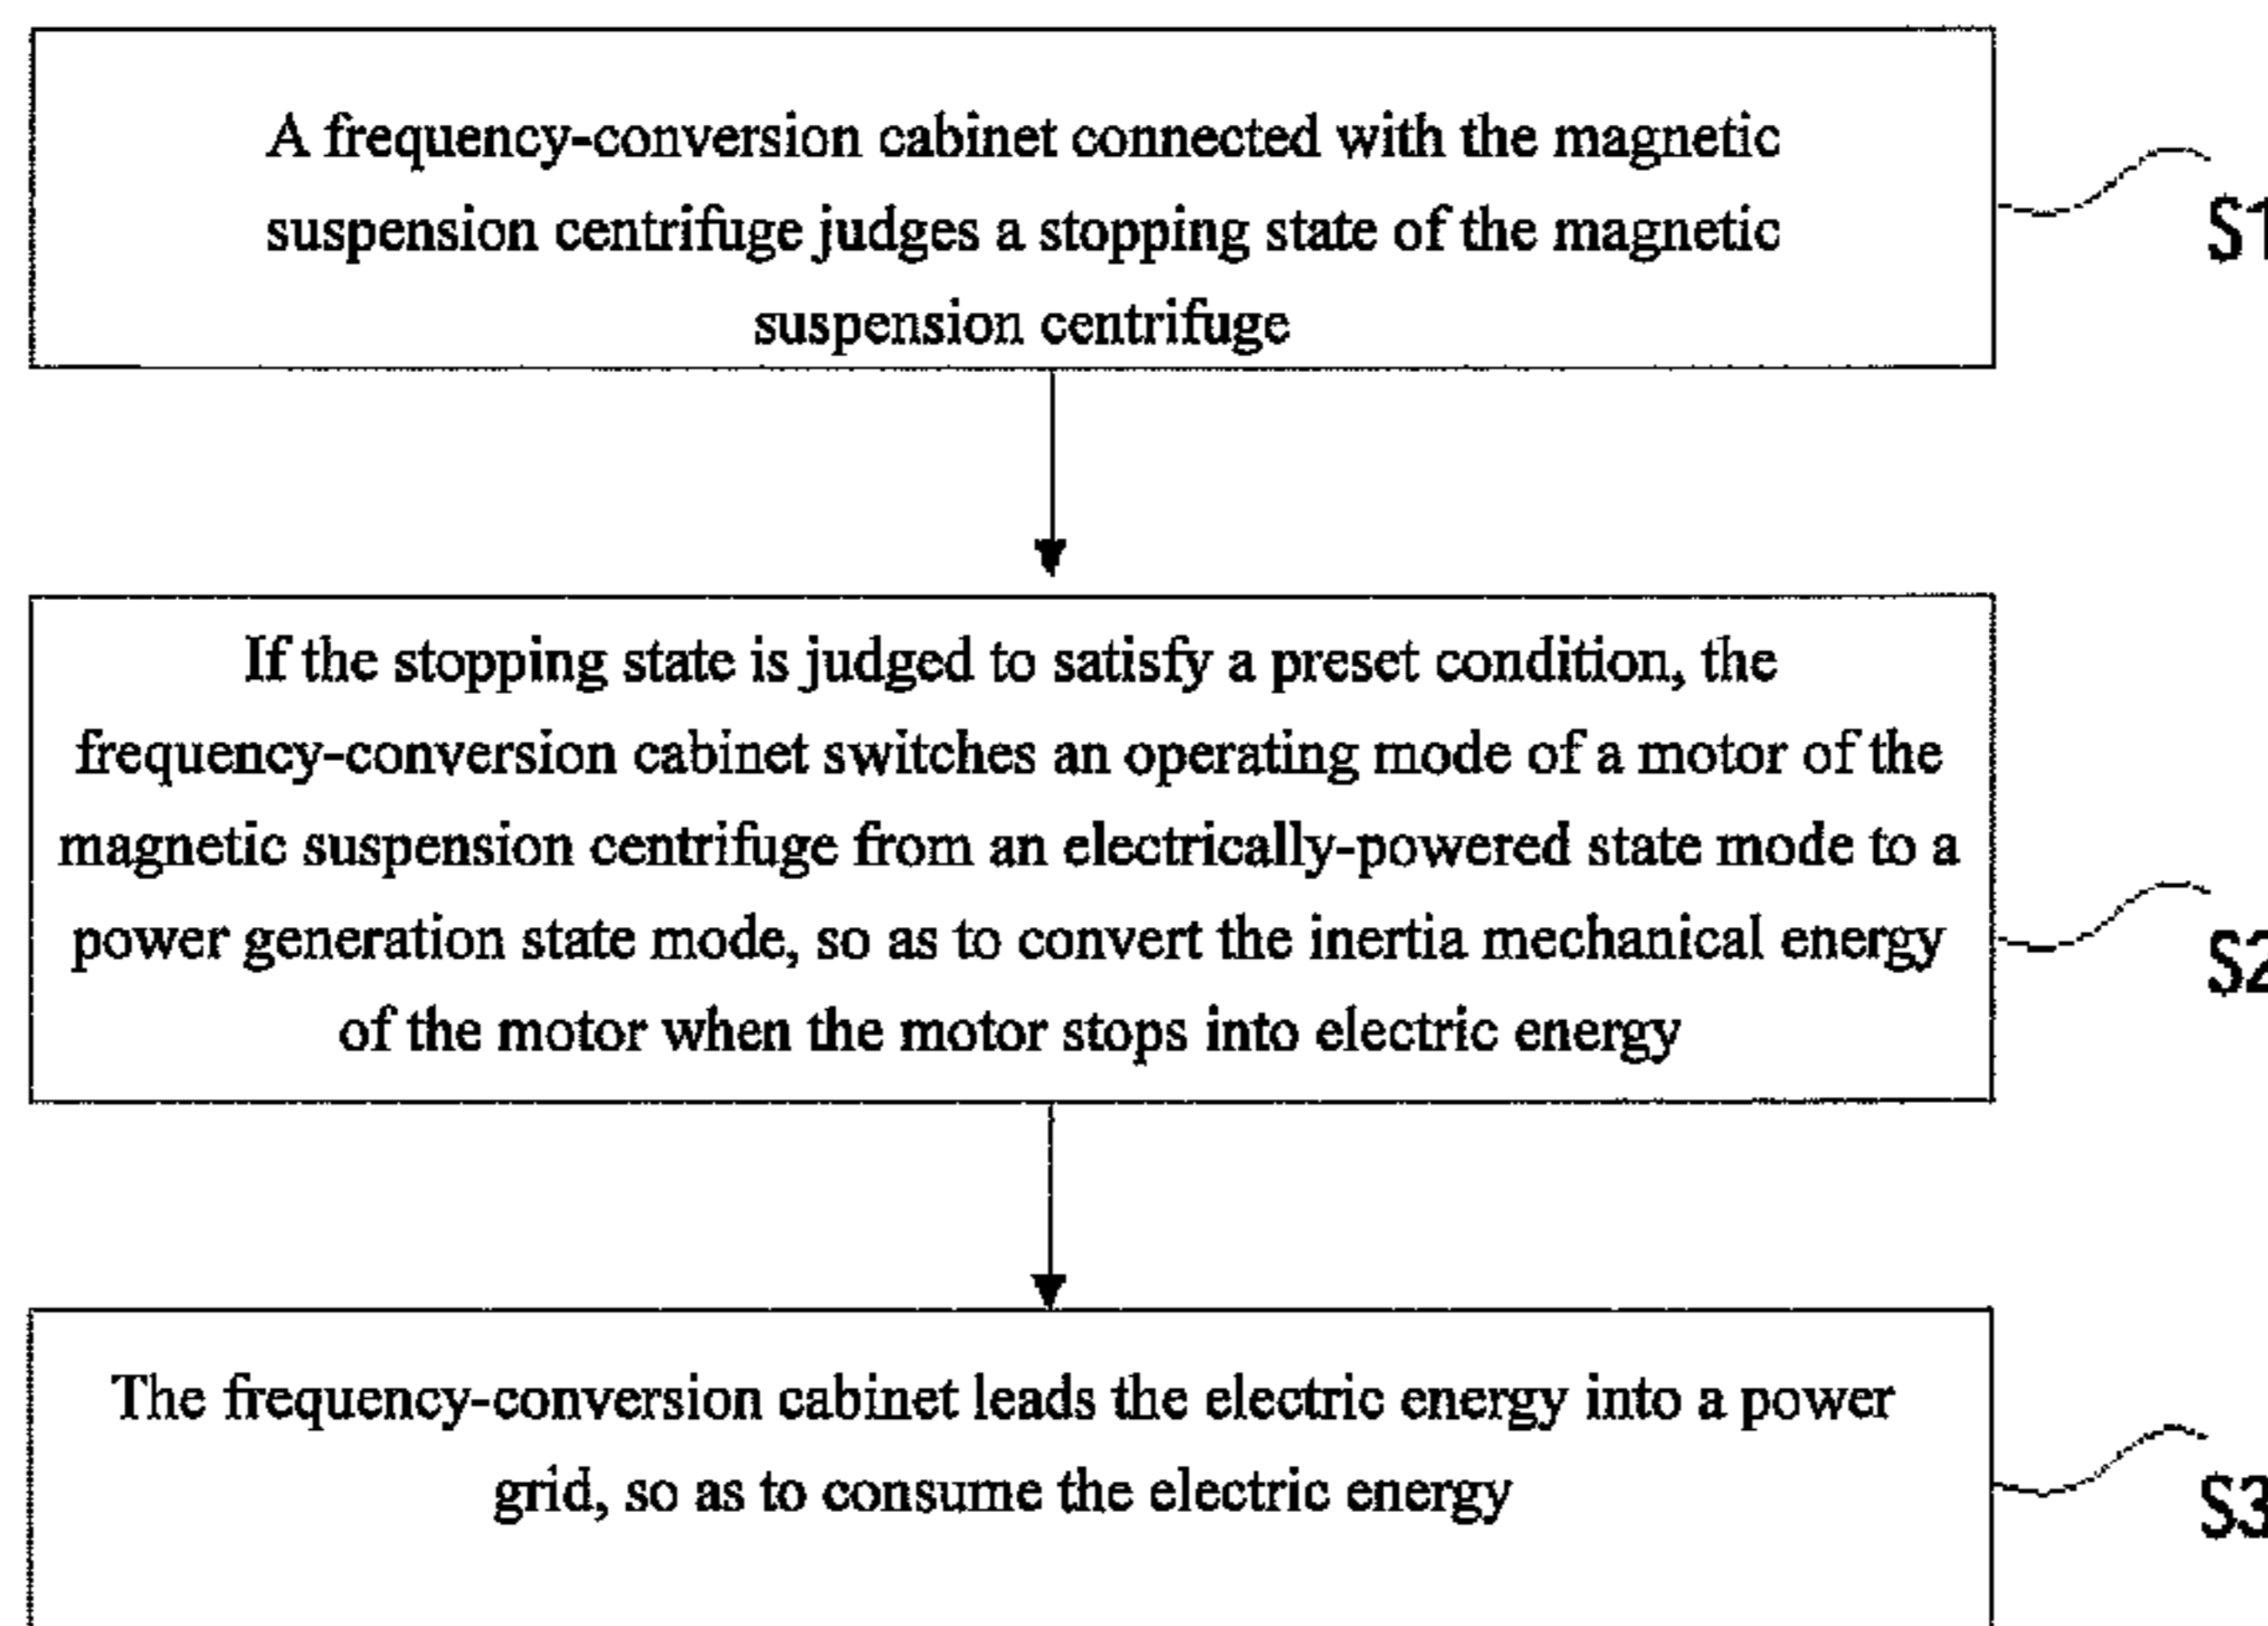 A frequency-conversion cabinet connected with the magnetic
suspension centrifuge judges a stopping state of the magnetic
suspension centrifuge
S1
If the stopping state is judged to satisfy a preset condition, the
frequency-conversion cabinet switches an operating mode of a motor of the
magnetic suspension centrifuge from an electrically-powered state mode to a
power generation state mode, so as to convert the inertia mechanical energy
of the motor when the motor stops into electric energy
S2
The frequency-conversion cabinet leads the electric energy into a power
grid, so as to consume the electric energy
S3